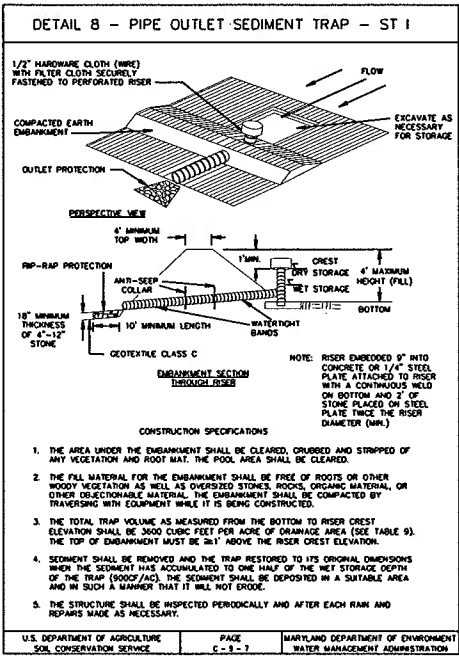 DETAIL 8 - PIPE OUTLET SEDIMENT TRAP - ST I
1/2" HARDWARE CLOTH (WIRE)
WITH FILTER CLOTH SECURELY
FASTENED TO PERFORATED RISER
FLOW
COMPACTED EARTH
EMBANKMENT
EXCAVATE AS
NECESSARY
FOR STORAGE
OUTLET PROTECTION
PERSPECTIVE VIEW
4' MINIMUM
TOP WIDTH
1'MIN.
CREST
DRY STORAGE
WET STORAGE
4' MAXIMUM
HEIGHT (FILL)
BOTTOM
RIP-RAP PROTECTION
ANTI-SEEP
COLLAR
18" MINIMUM
THICKNESS
OF 4"-12"
STONE
10' MINIMUM LENGTH
WATERTIGHT
BANDS
GEOTEXTILE CLASS C
EMBANKMENT SECTION
THROUGH RISER
NOTE: RISER EMBEDDED 9" INTO
CONCRETE OR 1/4" STEEL
PLATE ATTACHED TO RISER
WITH A CONTINUOUS WELD
ON BOTTOM AND 2' OF
STONE PLACED ON STEEL
PLATE TWICE THE RISER
DIAMETER (MIN.)
CONSTRUCTION SPECIFICATIONS
1. THE AREA UNDER THE EMBANKMENT SHALL BE CLEARED, GRUBBED AND STRIPPED OF
ANY VEGETATION AND ROOT MAT. THE POOL AREA SHALL BE CLEARED.
2. THE FILL MATERIAL FOR THE EMBANKMENT SHALL BE FREE OF ROOTS OR OTHER
WOODY VEGETATION AS WELL AS OVERSIZED STONES, ROCKS, ORGANIC MATERIAL, OR
OTHER OBJECTIONABLE MATERIAL. THE EMBANKMENT SHALL BE COMPACTED BY
TRAVERSING WITH EQUIPMENT WHILE IT IS BEING CONSTRUCTED.
3. THE TOTAL TRAP VOLUME AS MEASURED FROM THE BOTTOM TO RISER CREST
ELEVATION SHALL BE 3600 CUBIC FEET PER ACRE OF DRAINAGE AREA (SEE TABLE 9).
THE TOP OF EMBANKMENT MUST BE ≥1' ABOVE THE RISER CREST ELEVATION.
4. SEDIMENT SHALL BE REMOVED AND THE TRAP RESTORED TO ITS ORIGINAL DIMENSIONS
WHEN THE SEDIMENT HAS ACCUMULATED TO ONE HALF OF THE WET STORAGE DEPTH
OF THE TRAP (900CF/AC). THE SEDIMENT SHALL BE DEPOSITED IN A SUITABLE AREA
AND IN SUCH A MANNER THAT IT WILL NOT ERODE.
5. THE STRUCTURE SHALL BE INSPECTED PERIODICALLY AND AFTER EACH RAIN AND
REPAIRS MADE AS NECESSARY.
U.S. DEPARTMENT OF AGRICULTURE
SOIL CONSERVATION SERVICE
PAGE
C - 9 - 7
MARYLAND DEPARTMENT OF ENVIRONMENT
WATER MANAGEMENT ADMINISTRATION